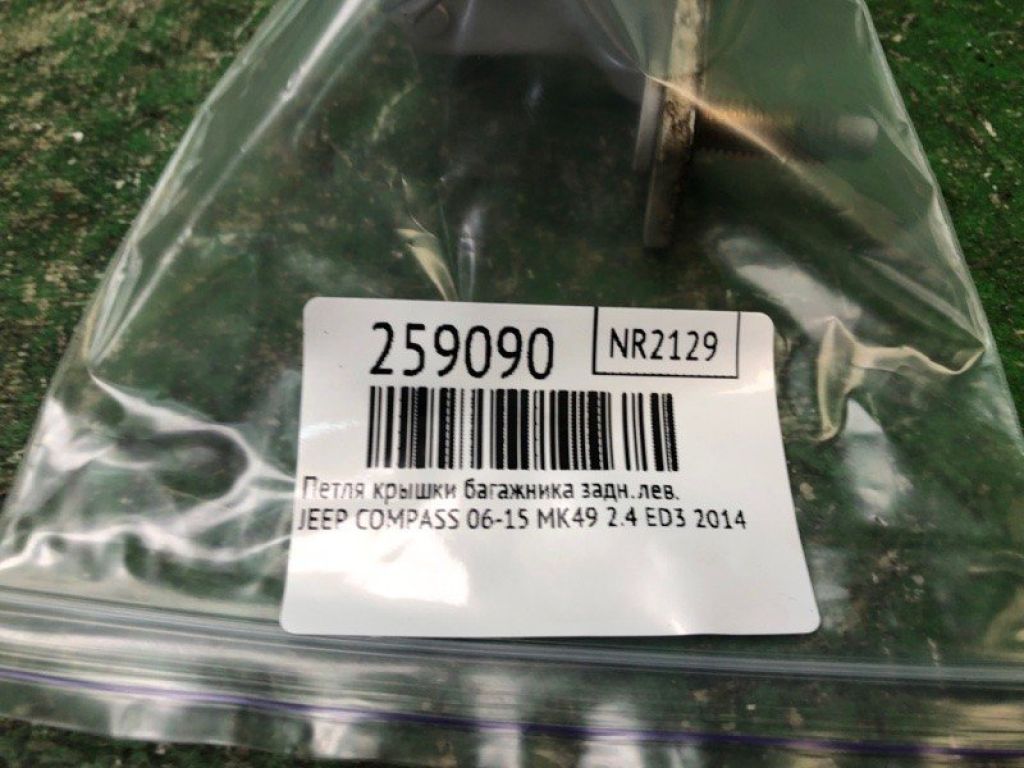 259090 NR2129
Петля крышки багажника задн.лев.
JEEP COMPASS 06-15 MK49 2.4 ED3 2014